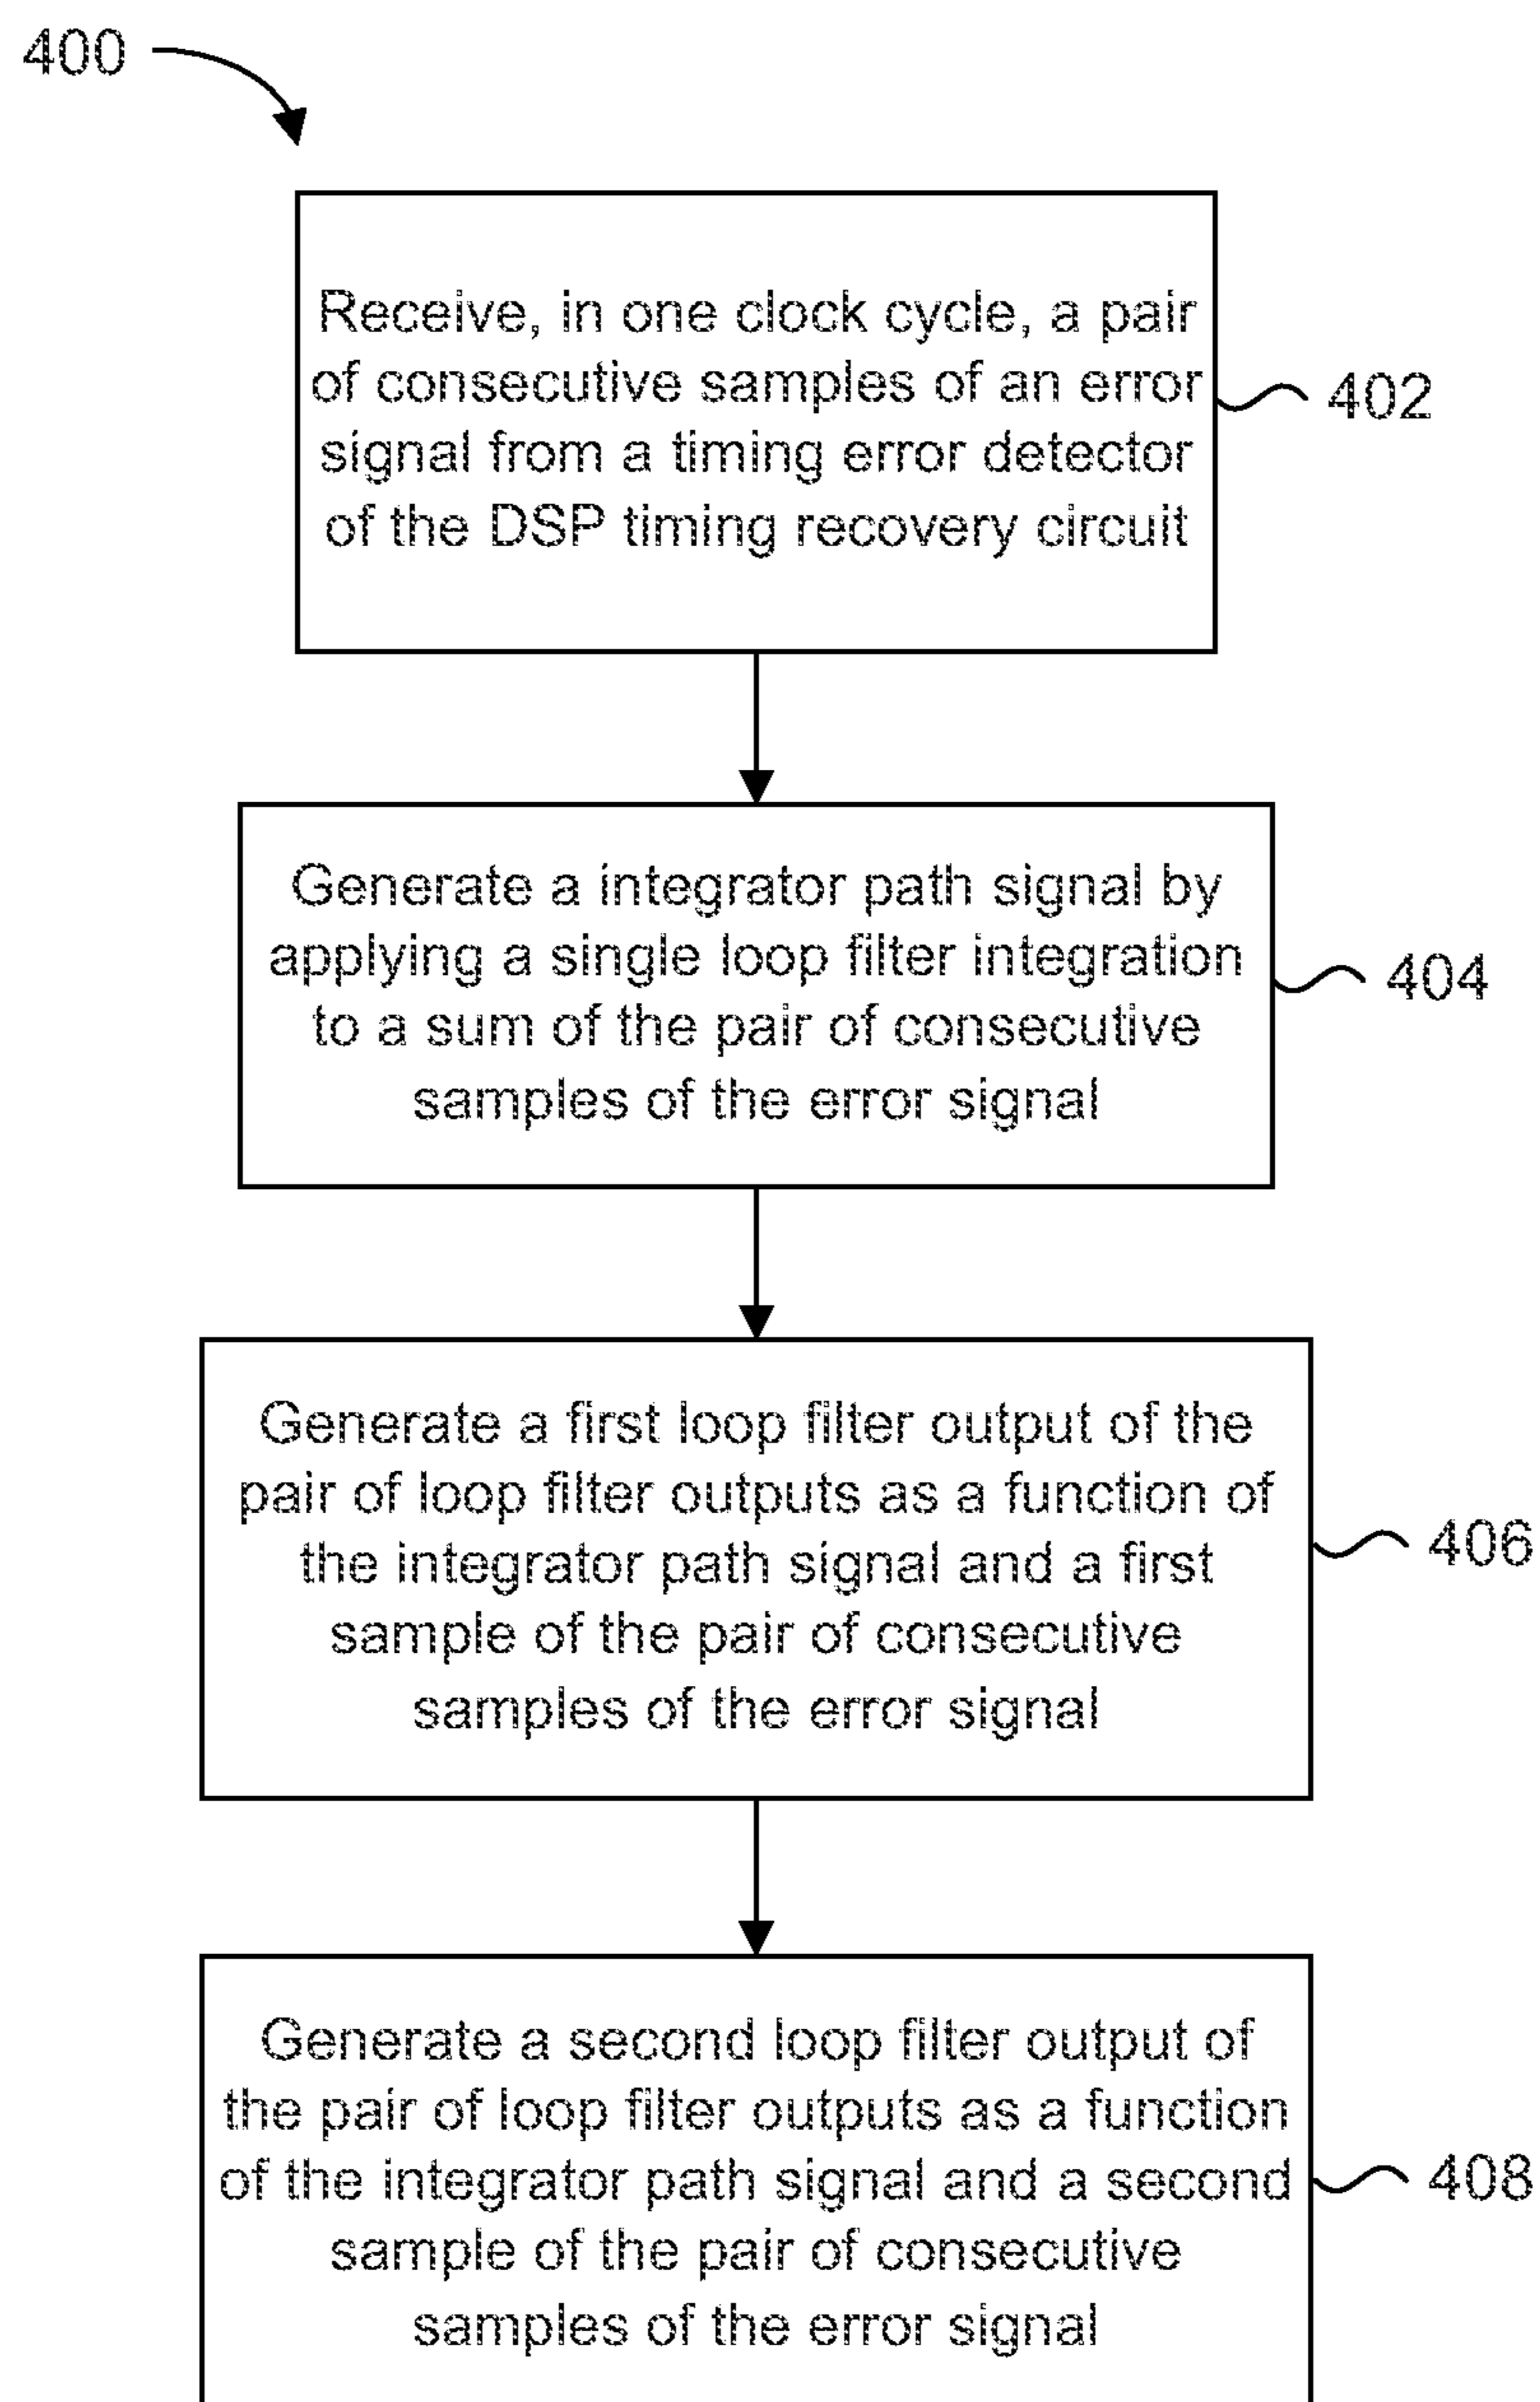 400
Receive, in one clock cycle, a pair
of consecutive samples of an error
signal from a timing error detector
of the DSP timing recovery circuit
402
Generate a integrator path signal by
applying a single loop filter integration
to a sum of the pair of consecutive
samples of the error signal
404
Generate a first loop filter output of the
pair of loop filter outputs as a function of
the integrator path signal and a first
sample of the pair of consecutive
samples of the error signal
406
Generate a second loop filter output of
the pair of loop filter outputs as a function
of the integrator path signal and a second
sample of the pair of consecutive
samples of the error signal
408